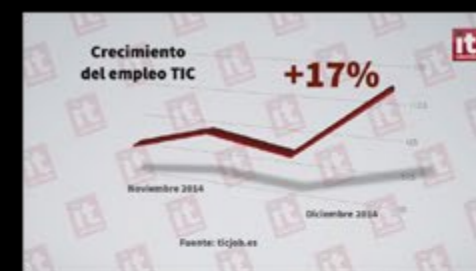 Crecimiento
del empleo TIC
+17%
it
Noviembre 2014
Diciembre 2014
Fuente: ticjob.es